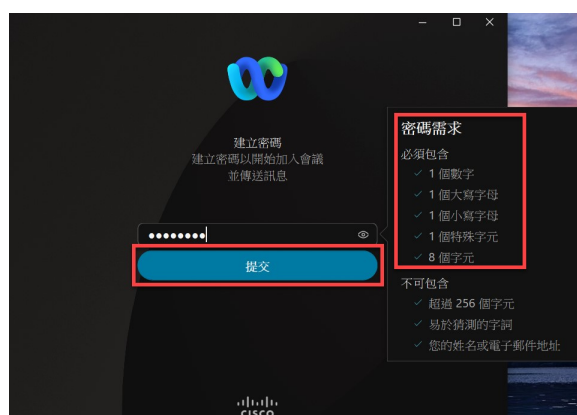 建立密碼
建立密碼以開始加入會議
並傳送訊息
提交
密碼需求
必須包含
1 個數字
1 個大寫字母
1 個小寫字母
1 個特殊字元
8 個字元
不可包含
超過 256 個字元
易於猜測的字詞
您的姓名或電子郵件地址
CISCO